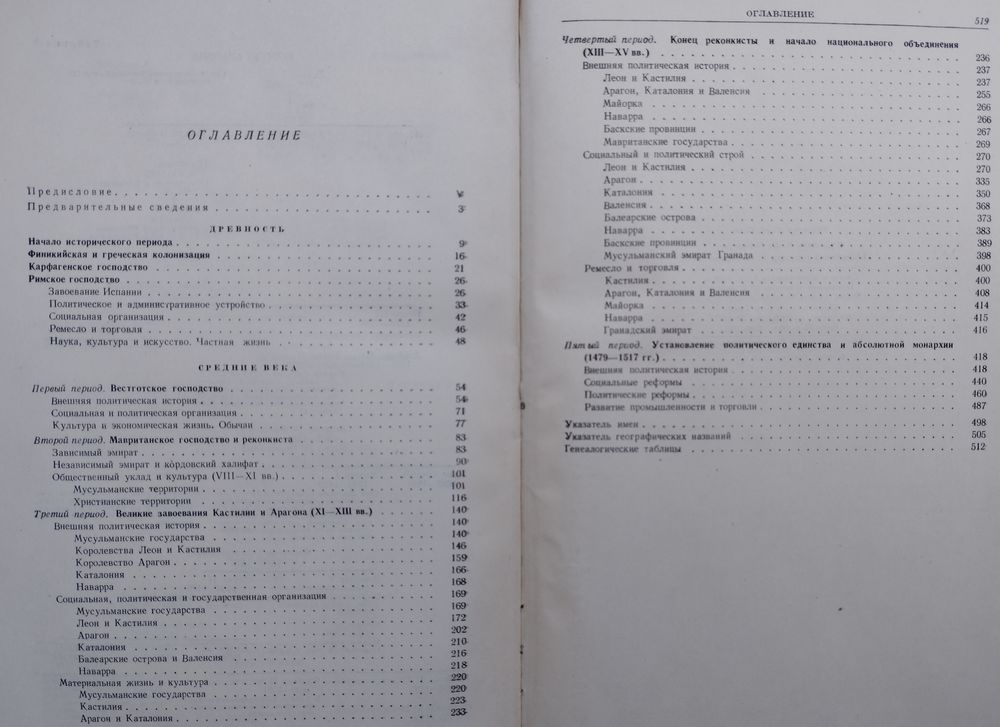 ОГЛАВЛЕНИЕ
Предисловие V
Предварительные сведения 3
ДРЕВНОСТЬ
Начало исторического периода 9
Финикийская и греческая колонизация 16
Карфагенское господство 21
Римское господство 26
Завоевание Испании 26
Политическое и административное устройство 33
Социальная организация 42
Ремесло и торговля 46
Наука, культура и искусство. Частная жизнь 48
СРЕДНИЕ ВЕКА
Первый период. Вестготское господство 54
Внешняя политическая история 54
Социальная и политическая организация 71
Культура и экономическая жизнь. Обычаи 77
Второй период. Мавританское господство и реконкиста 83
Зависимый эмират 83
Независимый эмират и кордовский халифат 90
Общественный уклад и культура (VIII—XI вв.) 101
Мусульманские территории 101
Христианские территории 116
Третий период. Великие завоевания Кастилии и Арагона (XI—XIII вв.) 140
Внешняя политическая история 140
Мусульманские государства 140
Королевства Леон и Кастилия 146
Королевство Арагон 159
Каталония 166
Наварра 168
Социальная, политическая и государственная организация 169
Мусульманские государства 169
Леон и Кастилия 172
Арагон 202
Каталония 210
Балеарские острова и Валенсия 216
Наварра 218
Материальная жизнь и культура 220
Мусульманские государства 220
Кастилия 223
Арагон и Каталония 233
ОГЛАВЛЕНИЕ 519
Четвертый период. Конец реконкисты и начало национального объединения
(XIII—XV вв.) 236
Внешняя политическая история 237
Леон и Кастилия 237
Арагон, Каталония и Валенсия 255
Майорка 266
Наварра 266
Баскские провинции 267
Мавританские государства 269
Социальный и политический строй 270
Леон и Кастилия 270
Арагон 335
Каталония 350
Валенсия 368
Балеарские острова 373
Наварра 383
Баскские провинции 389
Мусульманский эмират Гранада 398
Ремесло и торговля 400
Кастилия 400
Арагон, Каталония и Валенсия 408
Майорка 414
Наварра 415
Гранадский эмират 416
Пятый период. Установление политического единства и абсолютной монархии
(1479—1517 гг.) 418
Внешняя политическая история 418
Социальные реформы 440
Политические реформы 460
Развитие промышленности и торговли 487
Указатель имен 498
Указатель географических названий 505
Генеалогические таблицы 512